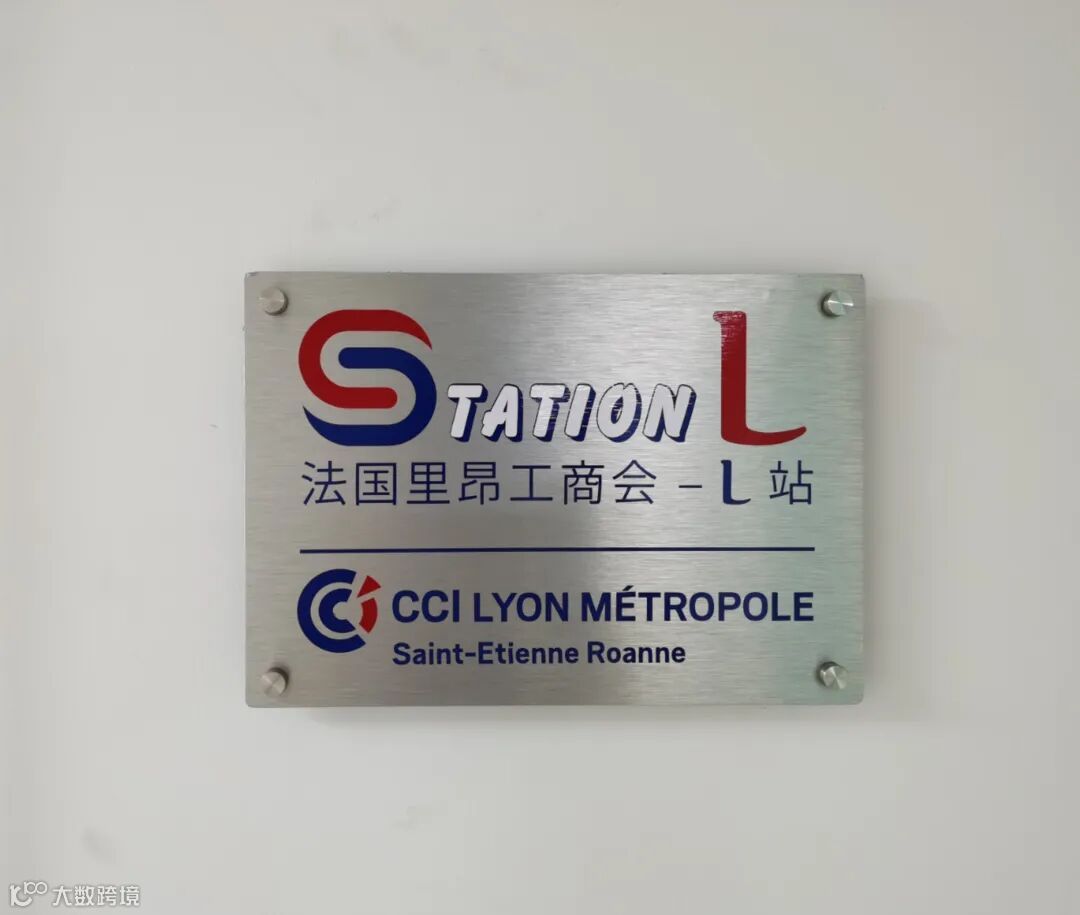 STATION L
法国里昂工商会 – L 站
CCI LYON MÉTROPOLE
Saint-Etienne Roanne
大数跨境